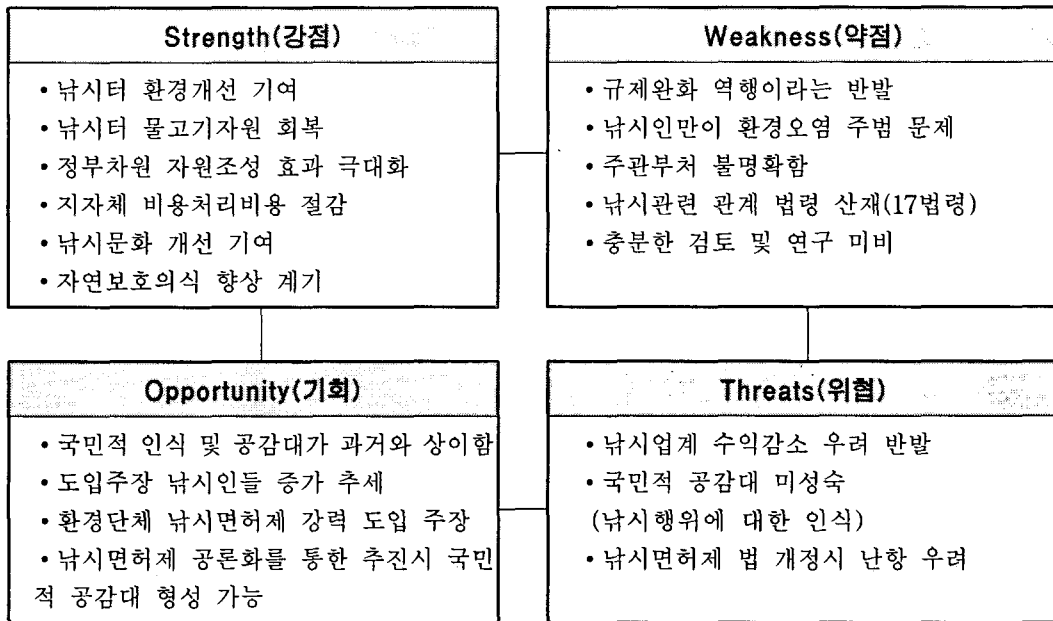 Strength(강점)
• 낚시터 환경개선 기여
• 낚시터 물고기자원 회복
• 정부차원 자원조성 효과 극대화
• 지자체 비용처리비용 절감
• 낚시문화 개선 기여
• 자연보호의식 향상 계기
Weakness(약점)
• 규제완화 역행이라는 반발
• 낚시인만이 환경오염 주범 문제
• 주관부처 불명확함
• 낚시관련 관계 법령 산재(17법령)
• 충분한 검토 및 연구 미비
Opportunity(기회)
• 국민적 인식 및 공감대가 과거와 상이함
• 도입주장 낚시인들 증가 추세
• 환경단체 낚시면허제 강력 도입 주장
• 낚시면허제 공론화를 통한 추진시 국민
적 공감대 형성 가능
Threats(위협)
• 낚시업계 수익감소 우려 반발
• 국민적 공감대 미성숙
(낚시행위에 대한 인식)
• 낚시면허제 법 개정시 난항 우려